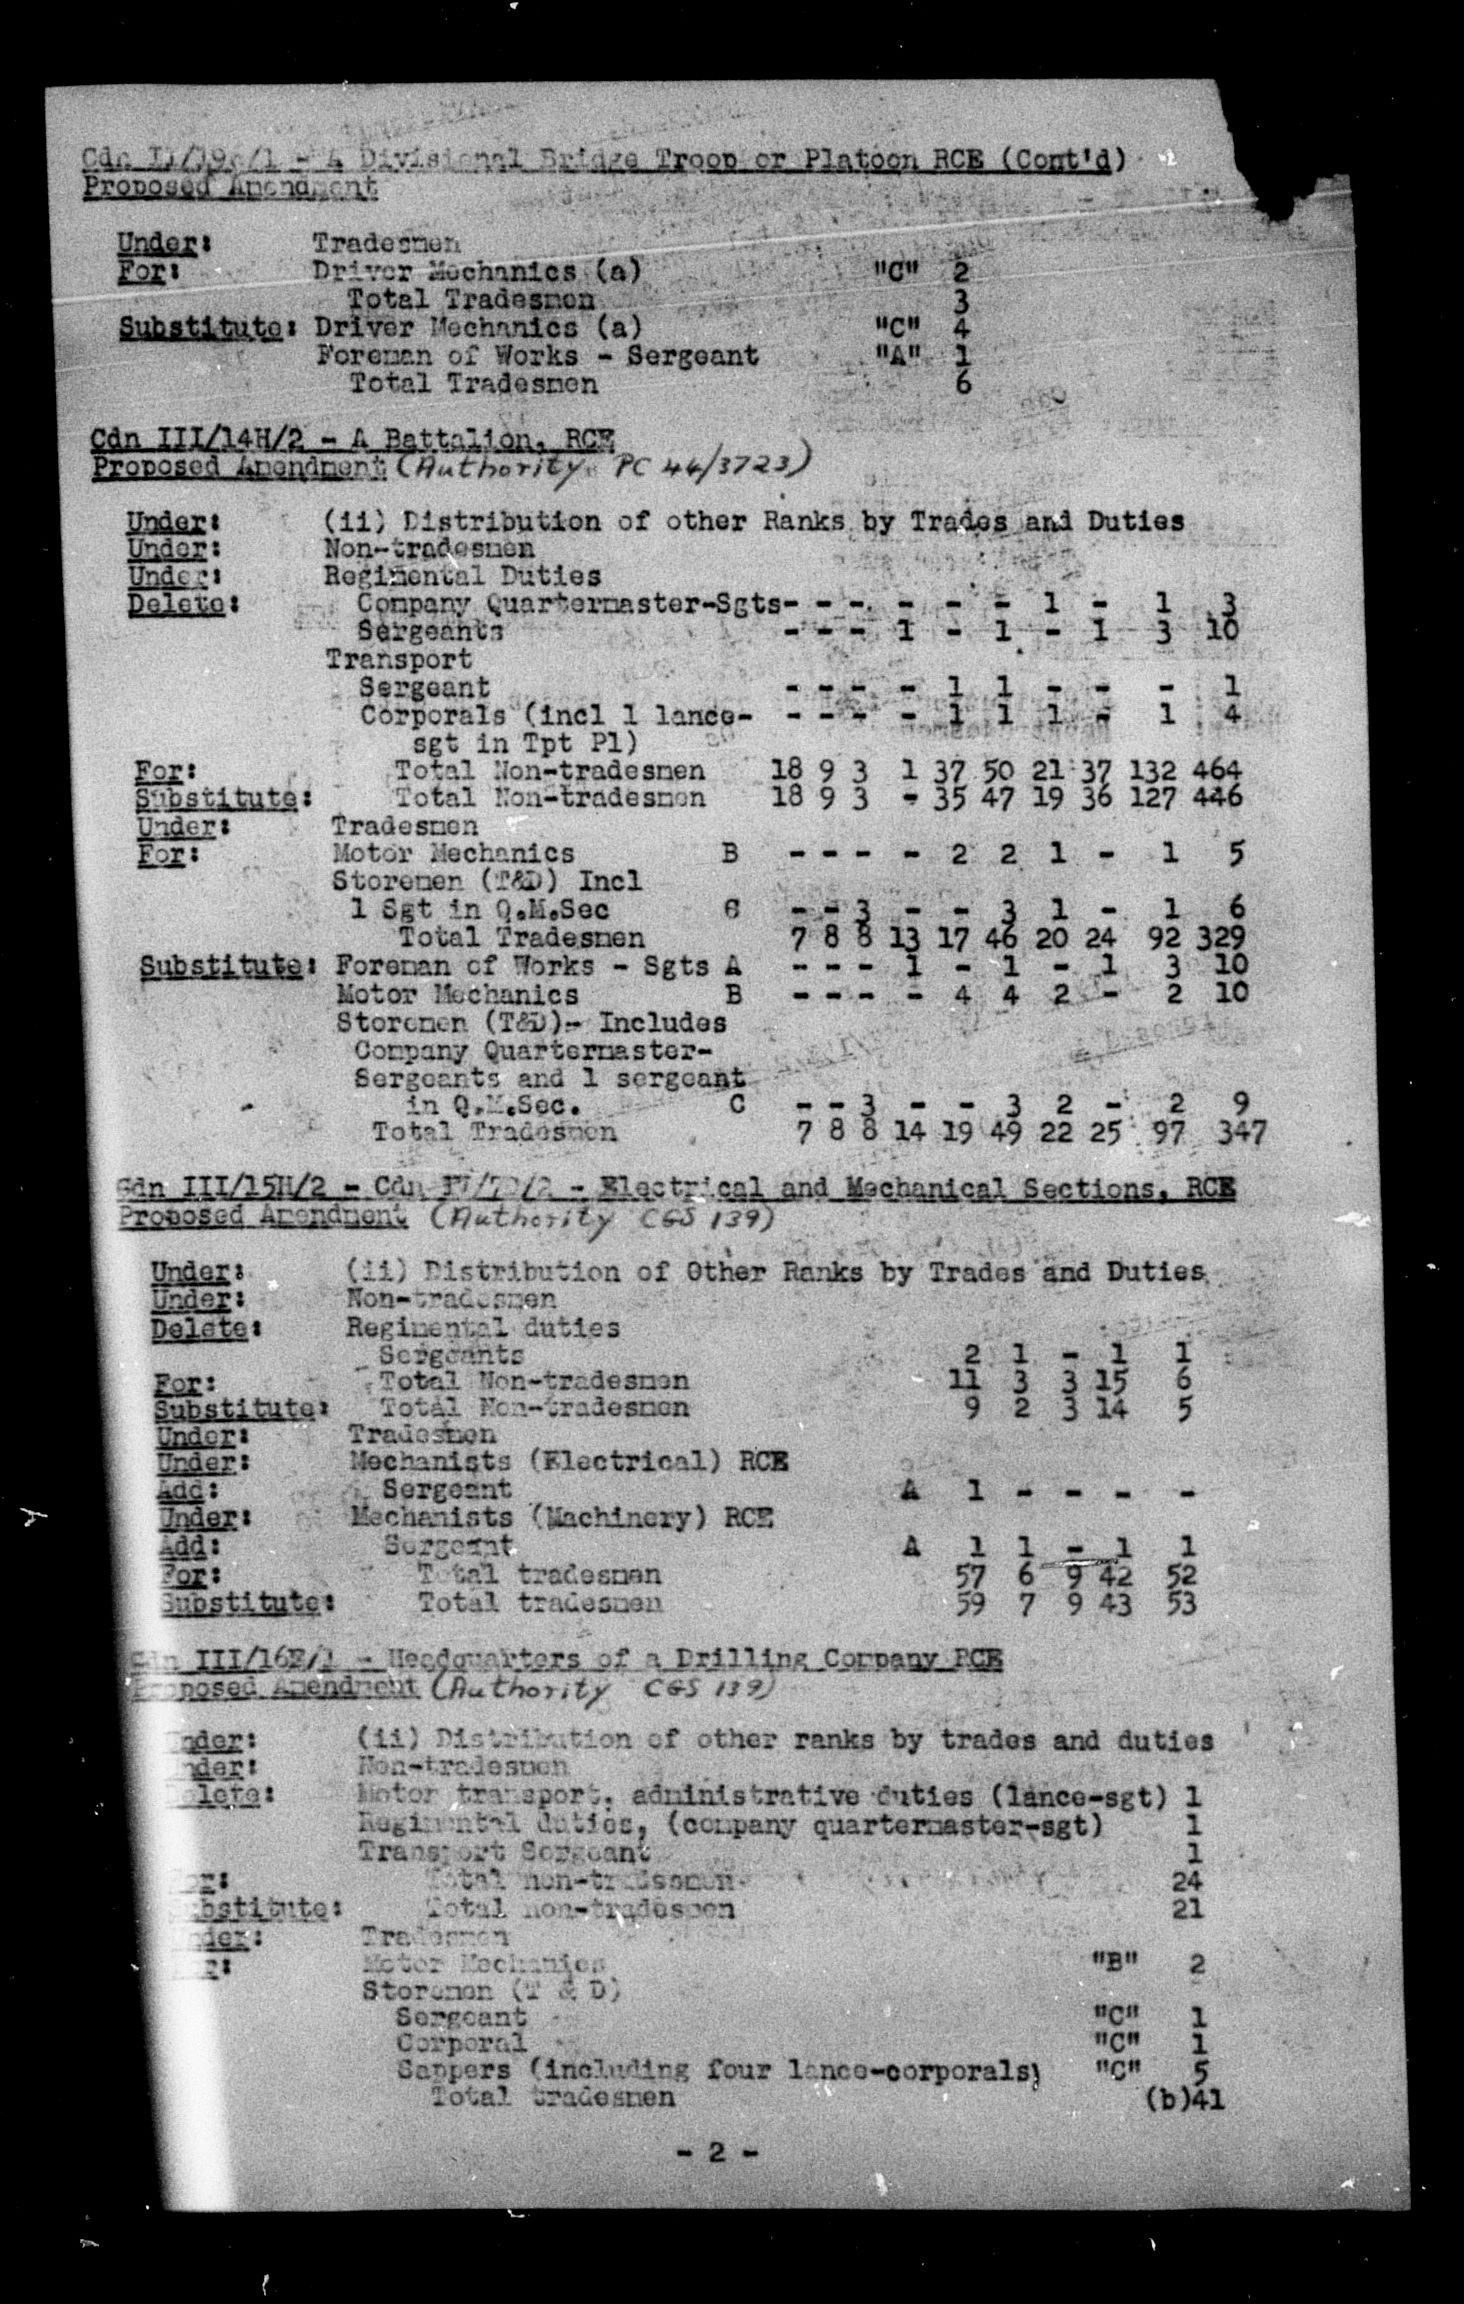 - A Divisional Bridge Troop or Platoon RCE (Cont'd)
Proposed Amendment
Under: Tradesmen
For: Driver Mechanics (a) "C" 2
Total Tradesmen 3
Substitute: Driver Mechanics (a) "C" 4
Foreman of Works - Sergeant "A" 1
Total Tradesmen 6
Cdn III/14H/2 - A Battalion, RCE
Proposed Amendment (Authority PC 44/3723)
Under: (ii) Distribution of other Ranks by Trades and Duties
Under: Non-tradesmen
Under: Regimental Duties
Delete: Company Quartermaster-Sgts- - - - - - 1 - 1 3
Sergeants - - - 1 - 1 - 1 3 10
Transport
Sergeant - - - - 1 1 - - - 1
Corporals (incl 1 lance- - - - - 1 1 1 - 1 4
sgt in Tpt Pl)
For: Total Non-tradesmen 18 9 3 1 37 50 21 37 132 464
Substitute: Total Non-tradesmen 18 9 3 - 35 47 19 36 127 446
Under: Tradesmen
For: Motor Mechanics B - - - - 2 2 1 - 1 5
Storemen (T&D) Incl
1 Sgt in Q.M.Sec C - - 3 - - 3 1 - 1 6
Total Tradesmen 7 8 8 13 17 46 20 24 92 329
Substitute: Foreman of Works - Sgts A - - - 1 - 1 - 1 3 10
Motor Mechanics B - - - - 4 4 2 - 2 10
Storemen (T&D)- Includes
Company Quartermaster-
Sergeants and 1 sergeant
in Q.M.Sec. C - - 3 - - 3 2 - 2 9
Total Tradesmen 7 8 8 14 19 49 22 25 97 347
Cdn III/15H/2 - Cdn - Electrical and Mechanical Sections, RCE
Proposed Amendment (Authority CGS 139)
Under: (ii) Distribution of Other Ranks by Trades and Duties
Under: Non-tradesmen
Delete: Regimental duties
Sergeants 2 1 - 1 1
For: Total Non-tradesmen 11 3 3 15 6
Substitute: Total Non-tradesmen 9 2 3 14 5
Under: Tradesmen
Under: Mechanists (Electrical) RCE
Add: Sergeant A 1 - - - -
Under: Mechanists (Machinery) RCE
Add: Sergeant A 1 1 - 1 1
For: Total tradesmen 57 6 9 42 52
Substitute: Total tradesmen 59 7 9 43 53
Cdn III/16E/1 - Headquarters of a Drilling Company RCE
Proposed Amendment (Authority CGS 139)
Under: (ii) Distribution of other ranks by trades and duties
Under: Non-tradesmen
Delete: Motor transport, administrative duties (lance-sgt) 1
Regimental duties, (company quartermaster-sgt) 1
Transport Sergeant 1
For: Total non-tradesmen 24
Substitute: Total non-tradesmen 21
Under: Tradesmen
For: Motor Mechanics "B" 2
Storemen (T & D)
Sergeant "C" 1
Corporal "C" 1
Sappers (including four lance-corporals) "C" 5
Total tradesmen (b)41
- 2 -